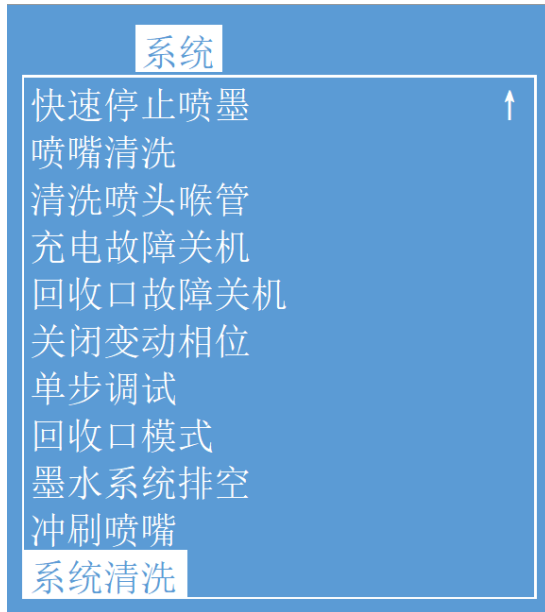 系统
快速停止喷墨
喷嘴清洗
清洗喷头喉管
充电故障关机
回收口故障关机
关闭变动相位
单步调试
回收口模式
墨水系统排空
冲刷喷嘴
系统清洗